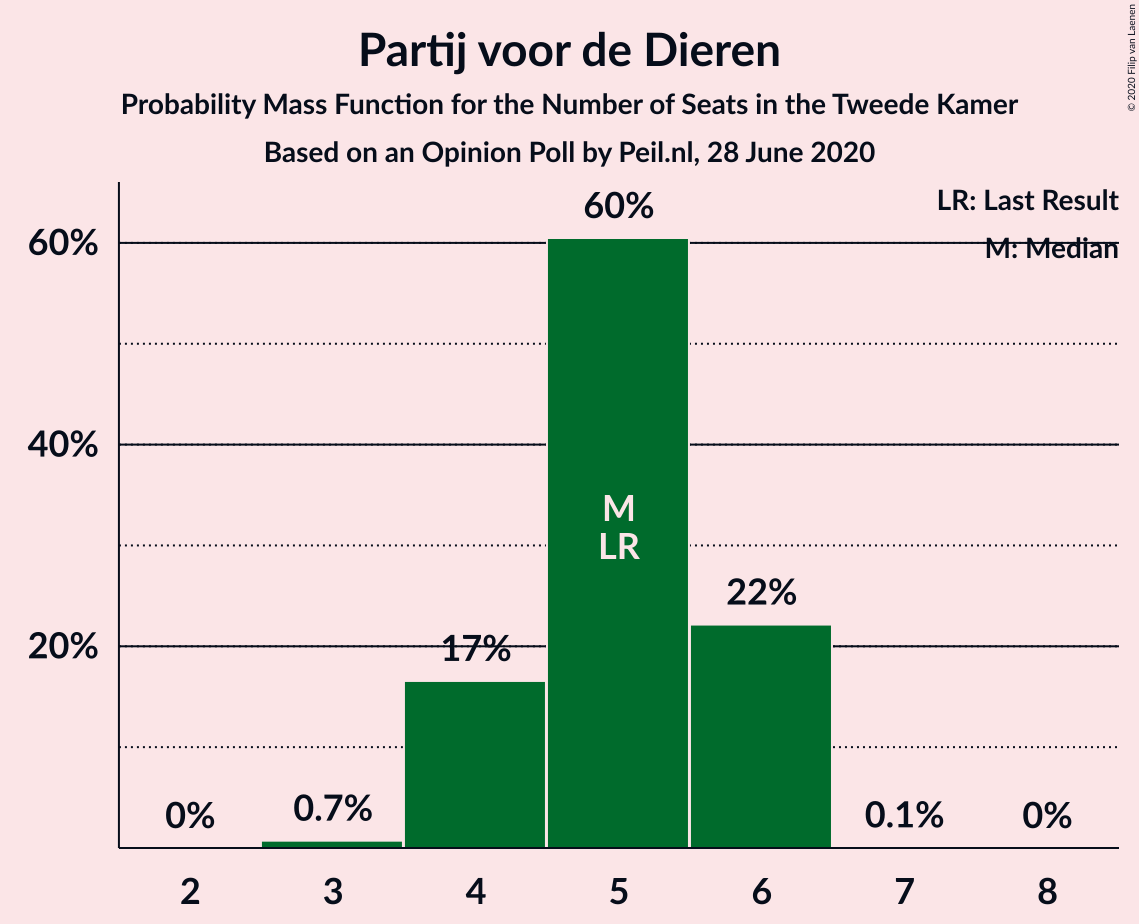 © 2020 Filip van Laenen
Partij voor de Dieren
Probability Mass Function for the Number of Seats in the Tweede Kamer
Based on an Opinion Poll by Peil.nl, 28 June 2020
LR: Last Result
M: Median
60%
40%
20%
0%
0.7%
17%
60%
M
LR
22%
0.1%
0%
2 3 4 5 6 7 8